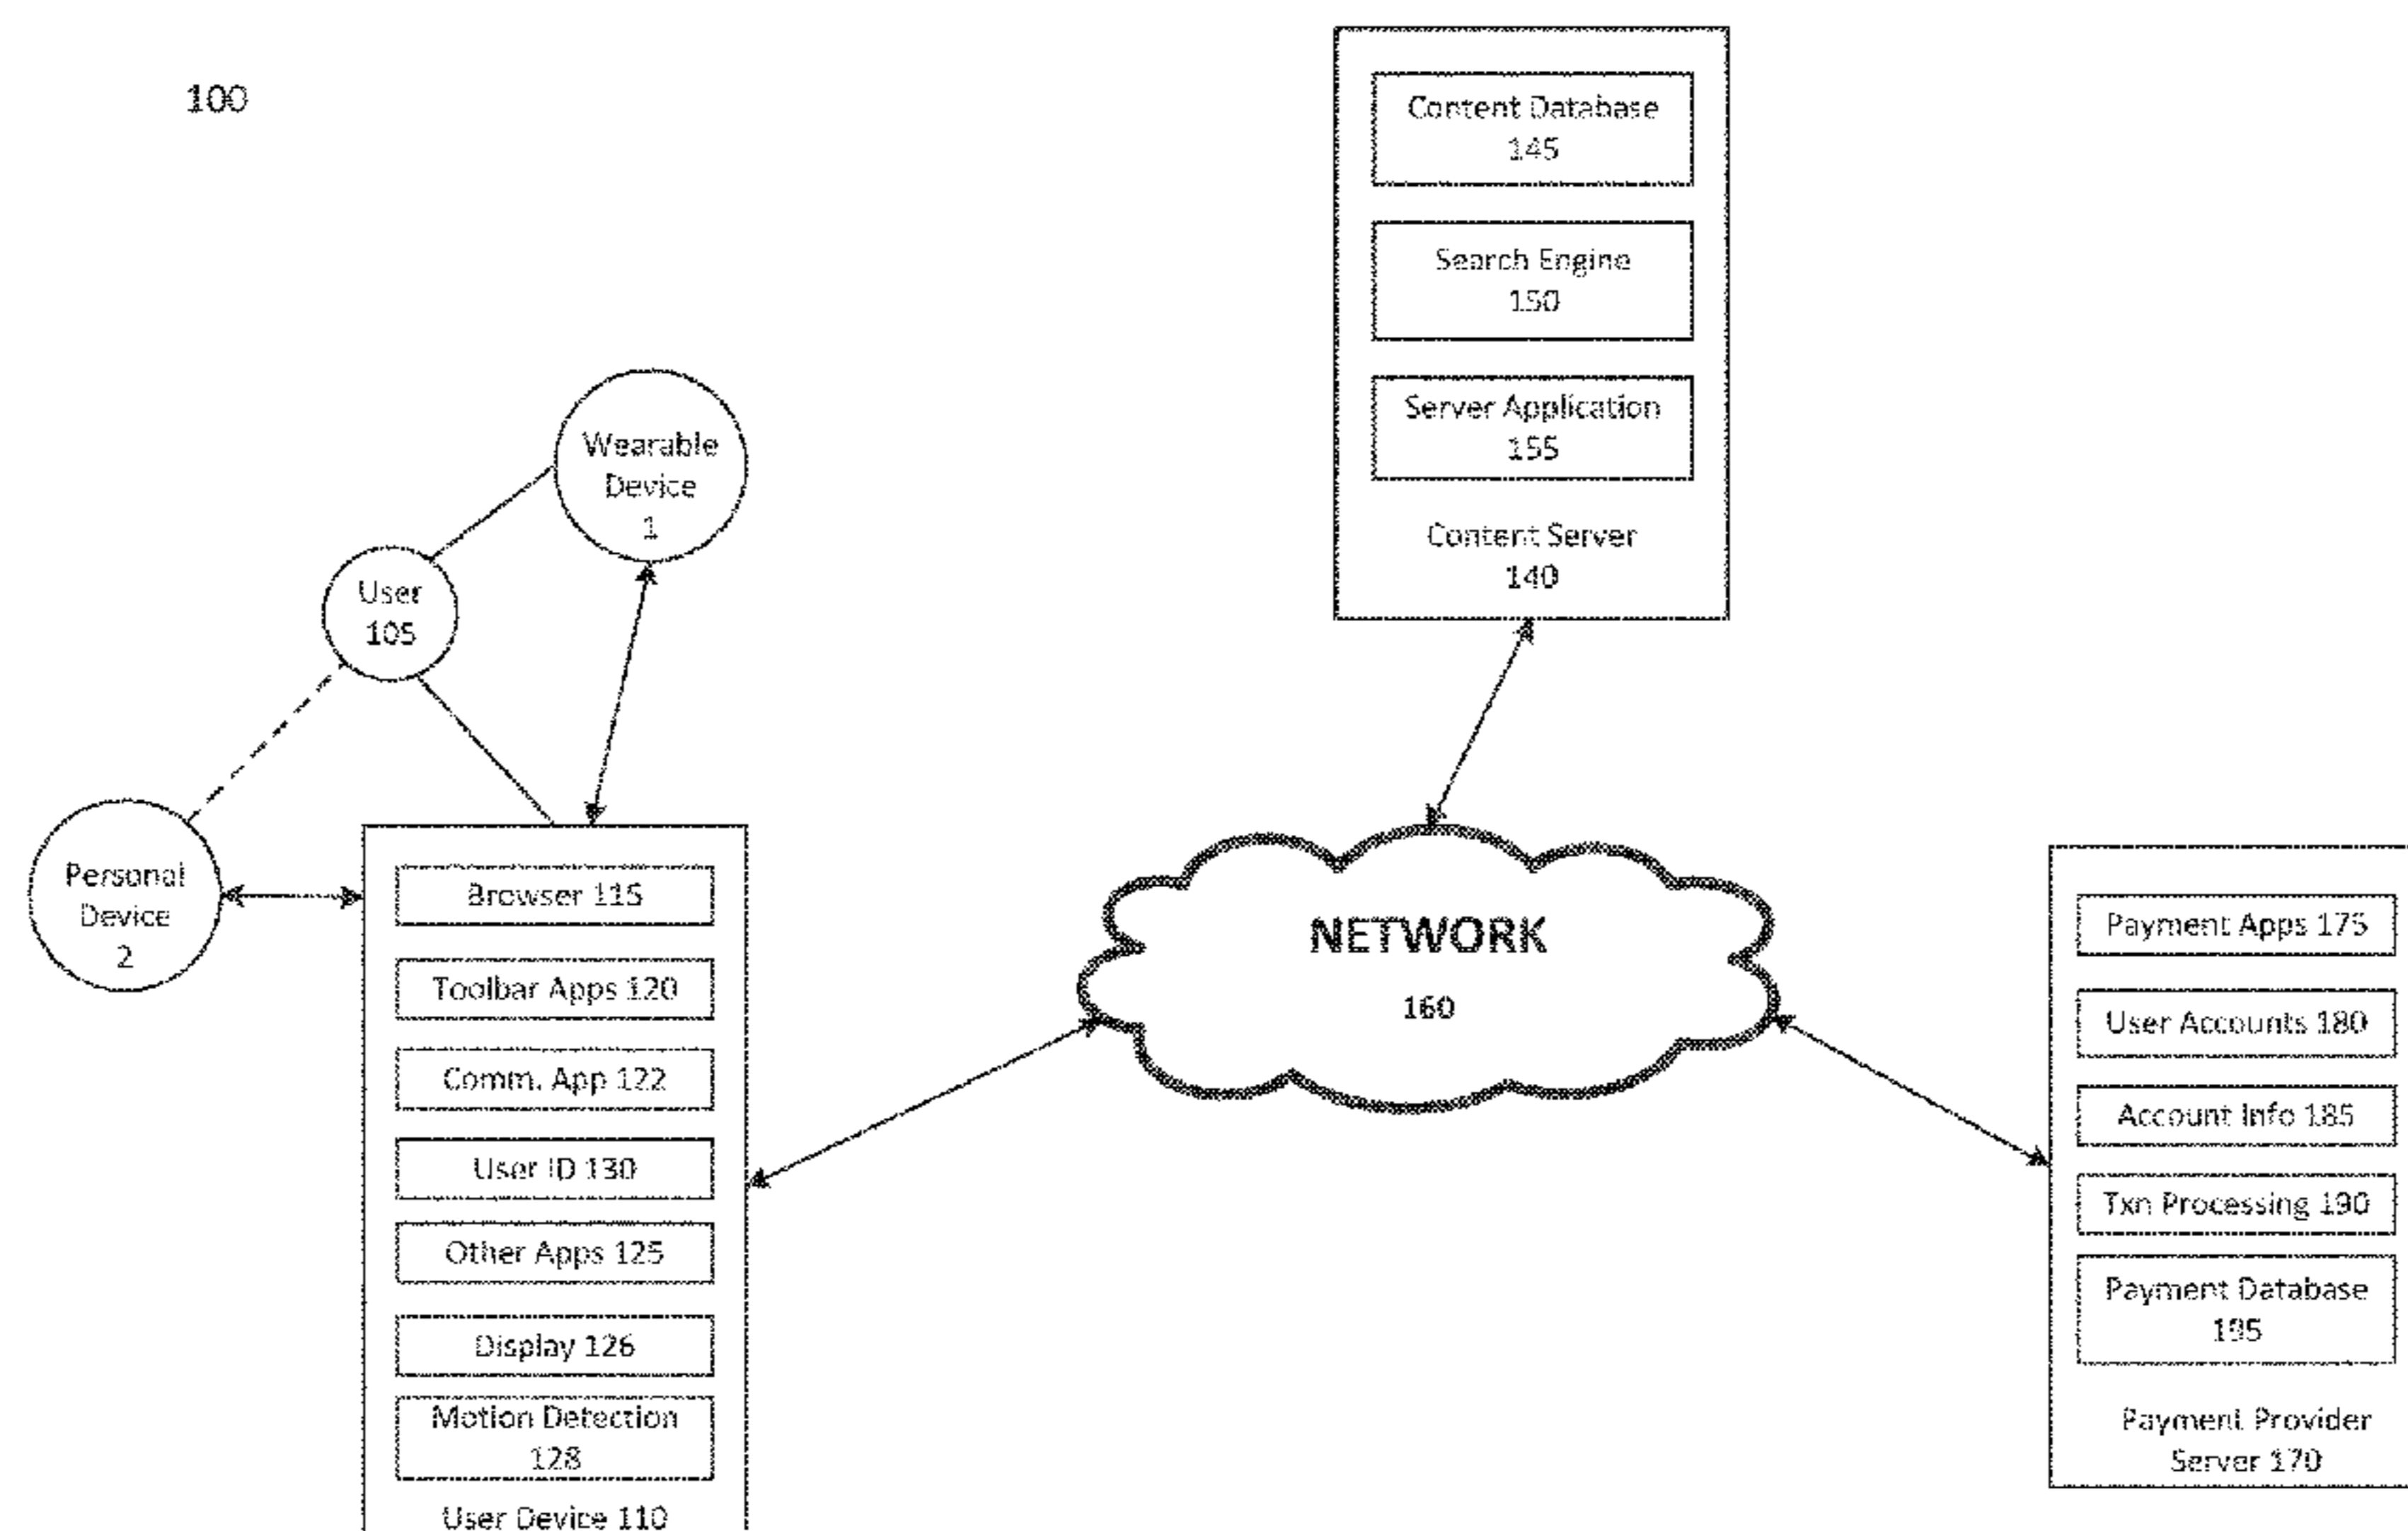 100
Content Database
145
Search Engine
150
Server Application
155
Content Server
140
Wearable
Device
1
User
105
Personal
Device
2
Browser 115
Toolbar Apps 120
Comm. App 122
User ID 130
Other Apps 125
Display 126
Motion Detection
128
User Device 110
NETWORK
160
Payment Apps 175
User Accounts 180
Account Info 185
Txn Processing 190
Payment Database
195
Payment Provider
Server 170